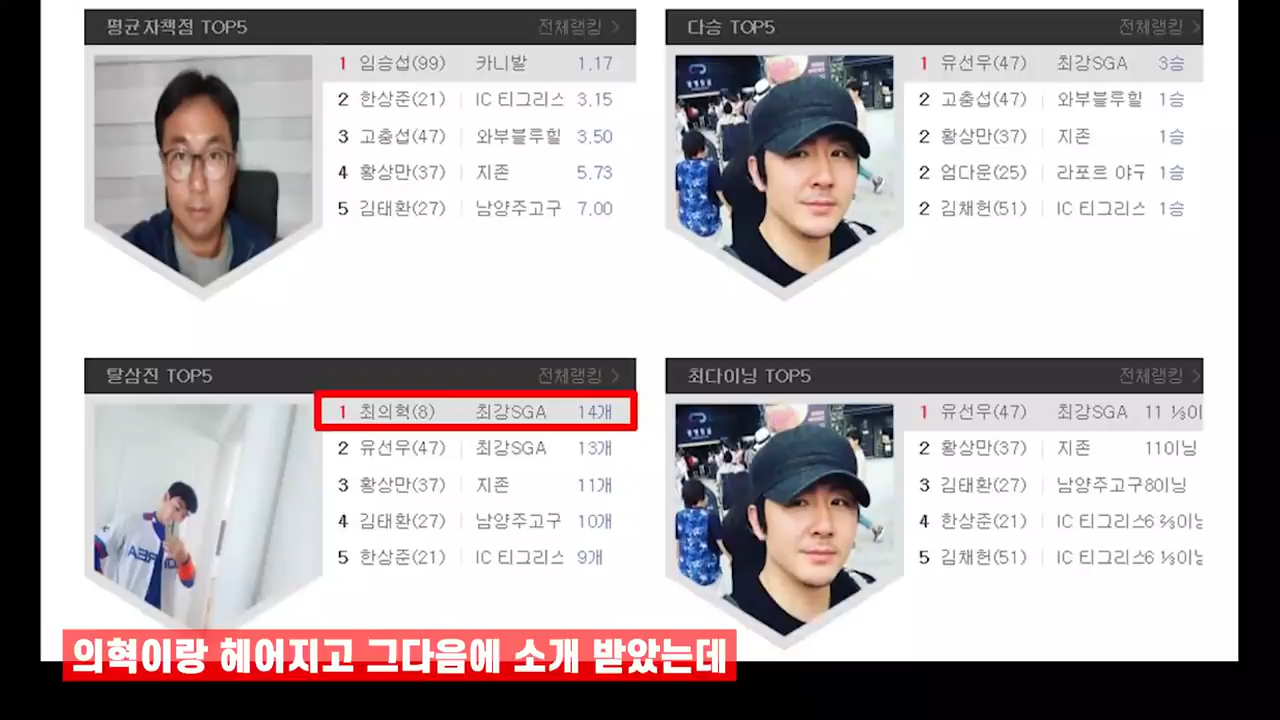 평균자책점 TOP5 전체랭킹 >
1 임승섭(99) 카니발 1.17
2 한상준(21) IC 티그리스 3.15
3 고충섭(47) 와부블루힐 3.50
4 황상만(37) 지존 5.73
5 김태환(27) 남양주고구 7.00
다승 TOP5 전체랭킹 >
1 유선우(47) 최강SGA 3승
2 고충섭(47) 와부블루힐 1승
2 황상만(37) 지존 1승
2 엄다운(25) 라포르 야구 1승
2 김채헌(51) IC 티그리스 1승
탈삼진 TOP5 전체랭킹 >
1 최의혁(8) 최강SGA 14개
2 유선우(47) 최강SGA 13개
3 황상만(37) 지존 11개
4 김태환(27) 남양주고구 10개
5 한상준(21) IC 티그리스 9개
최다이닝 TOP5 전체랭킹 >
1 유선우(47) 최강SGA 11 ⅓이
2 황상만(37) 지존 11이닝
3 김태환(27) 남양주고구8이닝
4 한상준(21) IC 티그리스6 ⅔이닝
5 김채헌(51) IC 티그리스6 ⅓이닝
의혁이랑 헤어지고 그다음에 소개 받았는데